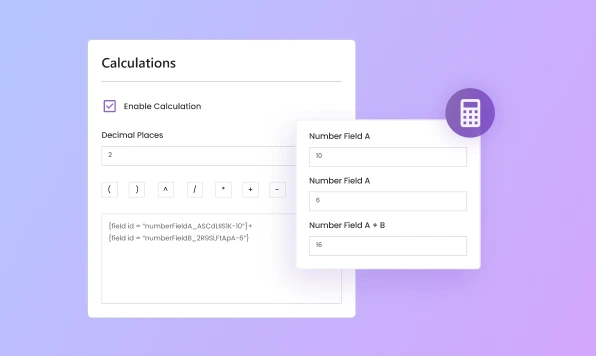 Calculations
Enable Calculation
Decimal Places
2
( ) ^ / * + -
{field id = "numberFieldA_ASCdLIISlK-10"}+
{field id = "numberFieldB_2R9SLFtApA-6"}
Number Field A
10
Number Field A
6
Number Field A + B
16